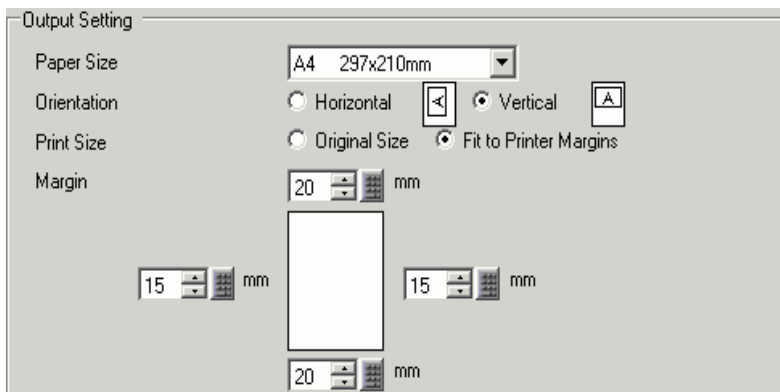 Output Setting
Paper Size A4 297x210mm
Orientation Horizontal A Vertical A
Print Size Original Size Fit to Printer Margins
Margin 20 mm
15 mm 15 mm
20 mm